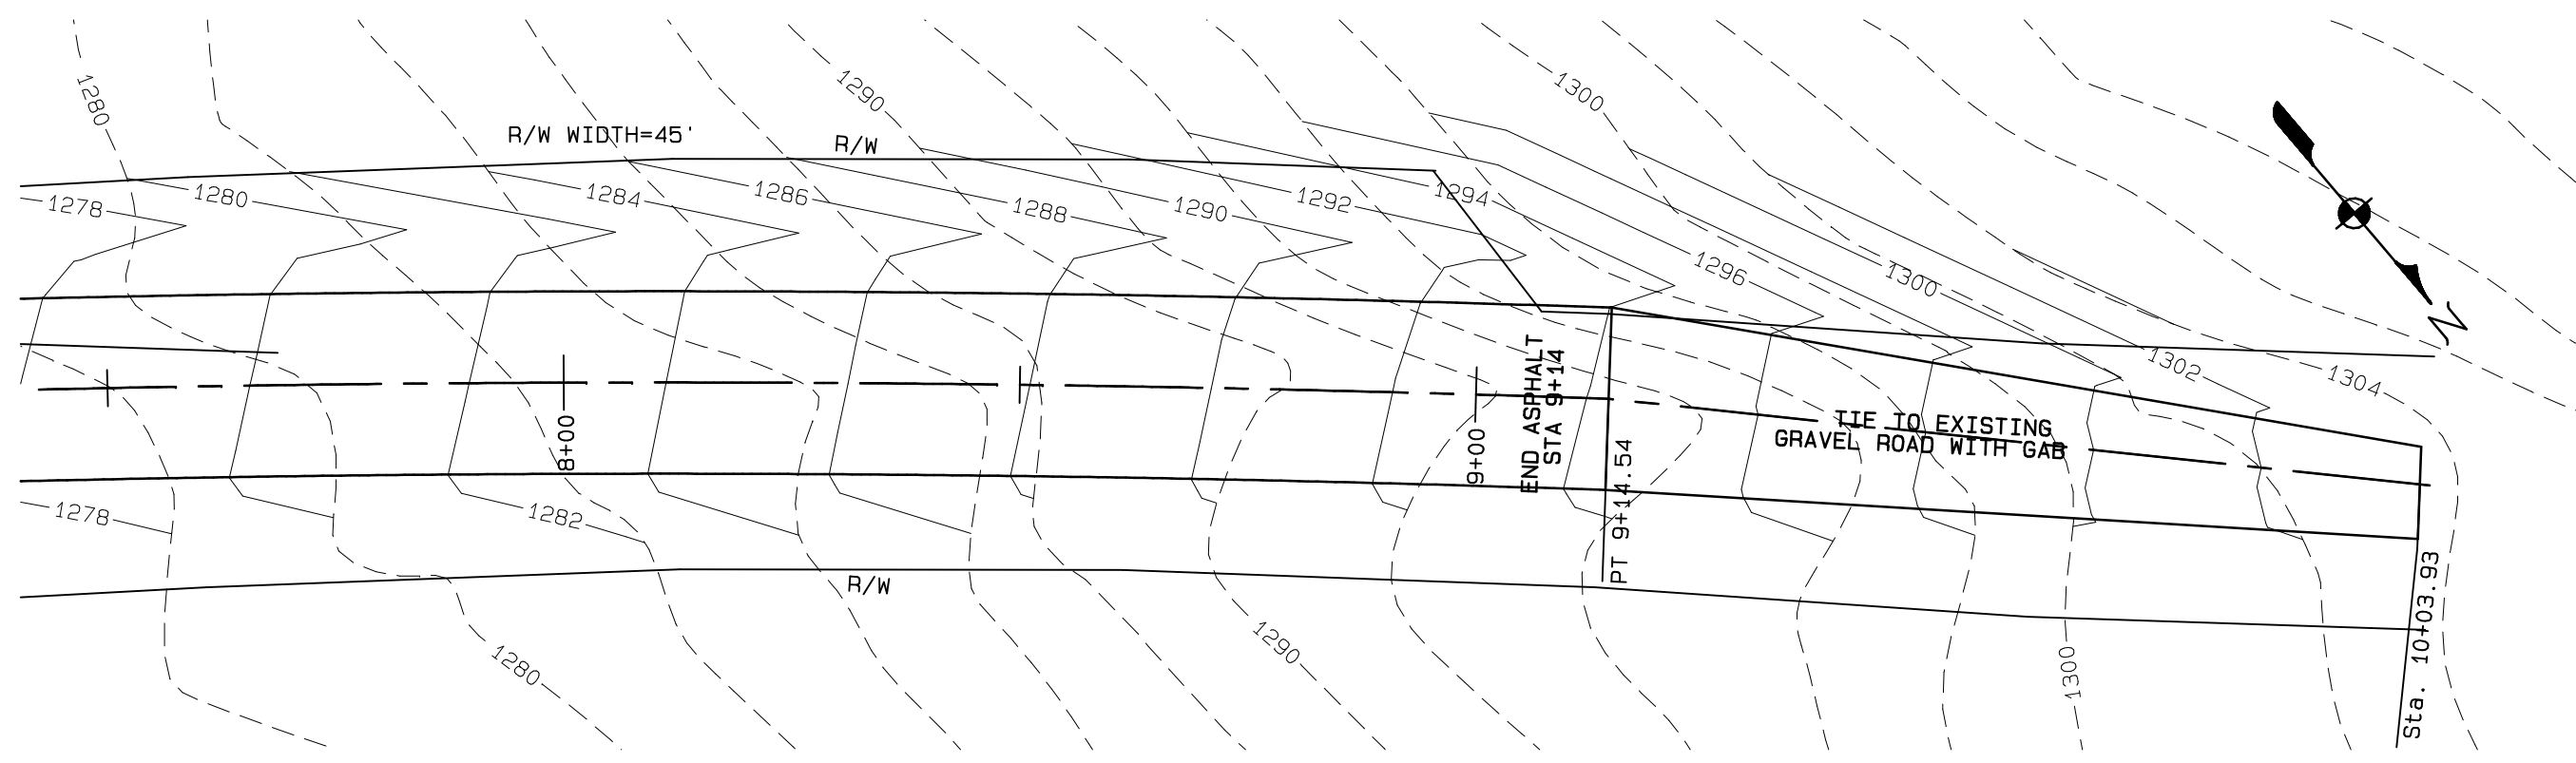 1280
R/W WIDTH=45'
R/W
1290
1300
1278
1280
1284
1286
1288
1290
1292
1294
1296
1300
1302
1304
N
8+00
9+00
END ASPHALT
STA 9+14
PT 9+14.54
TIE TO EXISTING
GRAVEL ROAD WITH GAB
1278
1282
R/W
1280
1290
1300
Sta. 10+03.93